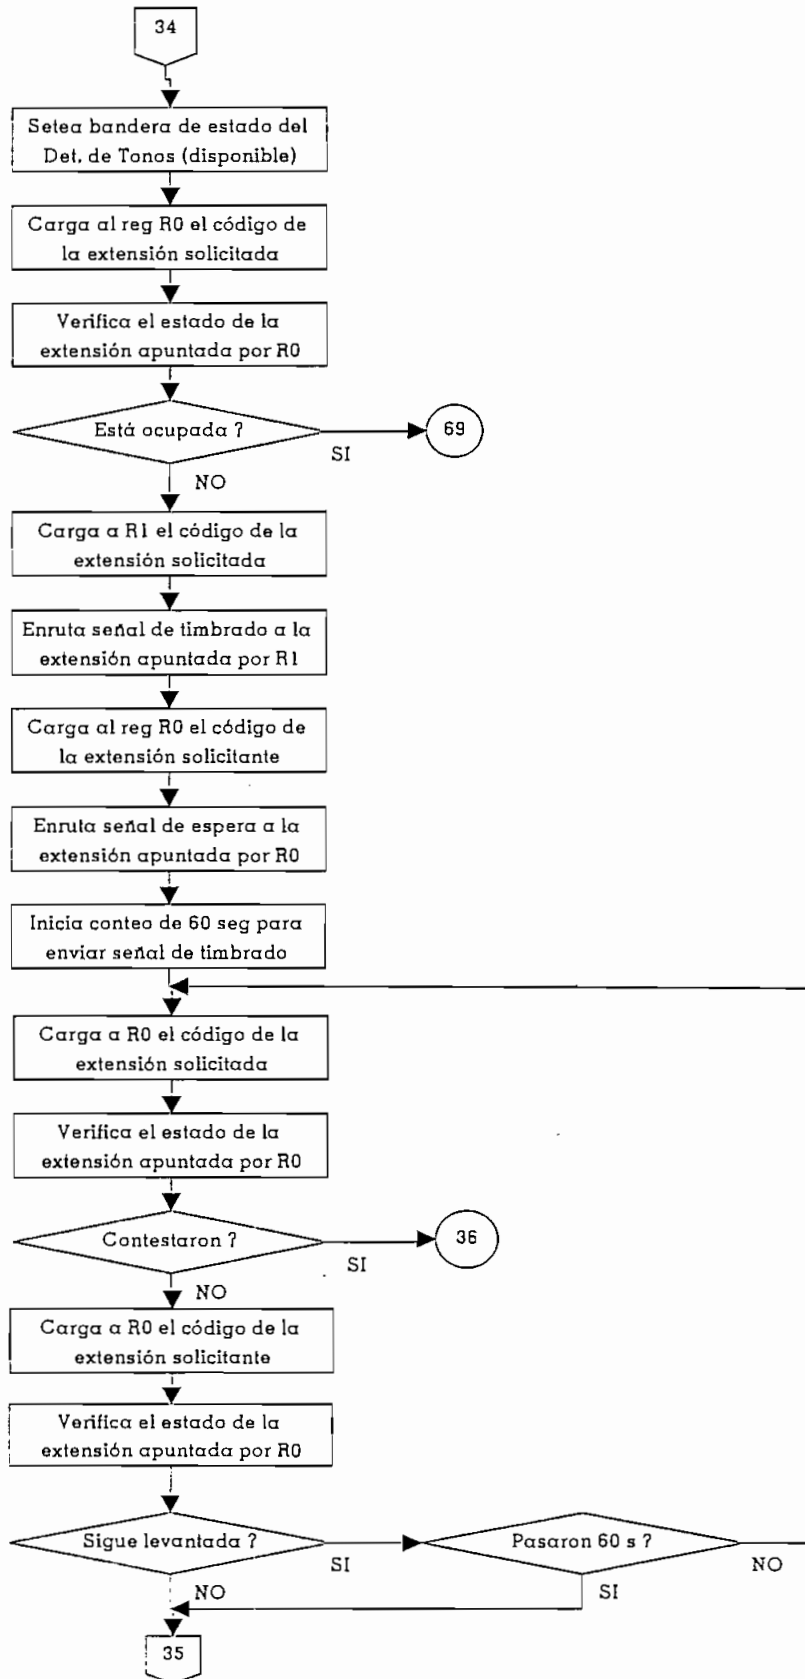 34
Setea bandera de estado del
Det. de Tonos (disponible)
Carga al reg R0 el código de
la extensión solicitada
Verifica el estado de la
extensión apuntada por R0
Está ocupada ?
69
SI
NO
Carga a R1 el código de la
extensión solicitada
Enruta señal de timbrado a la
extensión apuntada por R1
Carga al reg R0 el código de
la extensión solicitante
Enruta señal de espera a la
extensión apuntada por R0
Inicia conteo de 60 seg para
enviar señal de timbrado
Carga a R0 el código de la
extensión solicitada
Verifica el estado de la
extensión apuntada por R0
Contestaron ?
36
SI
NO
Carga a R0 el código de la
extensión solicitante
Verifica el estado de la
extensión apuntada por R0
Sigue levantada ?
Pasaron 60 s ?
SI
NO
NO
SI
35